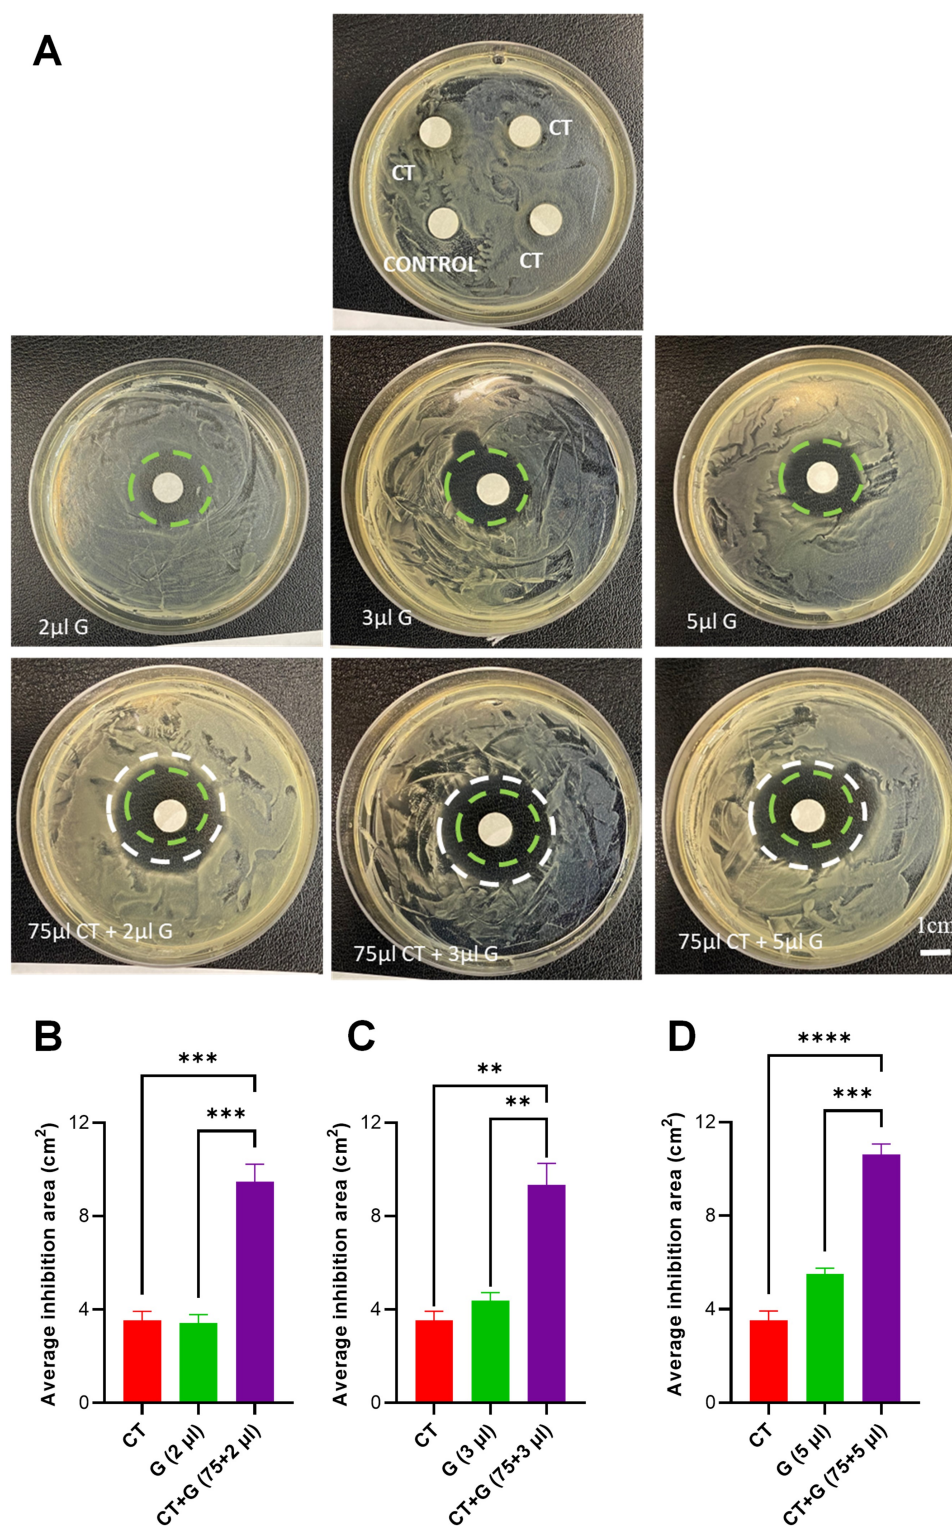 A
CT
CT
CONTROL
CT
2µl G
3µl G
5µl G
75µl CT + 2µl G
75µl CT + 3µl G
75µl CT + 5µl G
1cm
B
C
D
***
***
12
8
4
0
Average inhibition area (cm²)
CT
G (2 µl)
CT+G (75+2 µl)
**
**
12
8
4
0
Average inhibition area (cm²)
CT
G (3 µl)
CT+G (75+3 µl)
****
***
12
8
4
0
Average inhibition area (cm²)
CT
G (5 µl)
CT+G (75+5 µl)